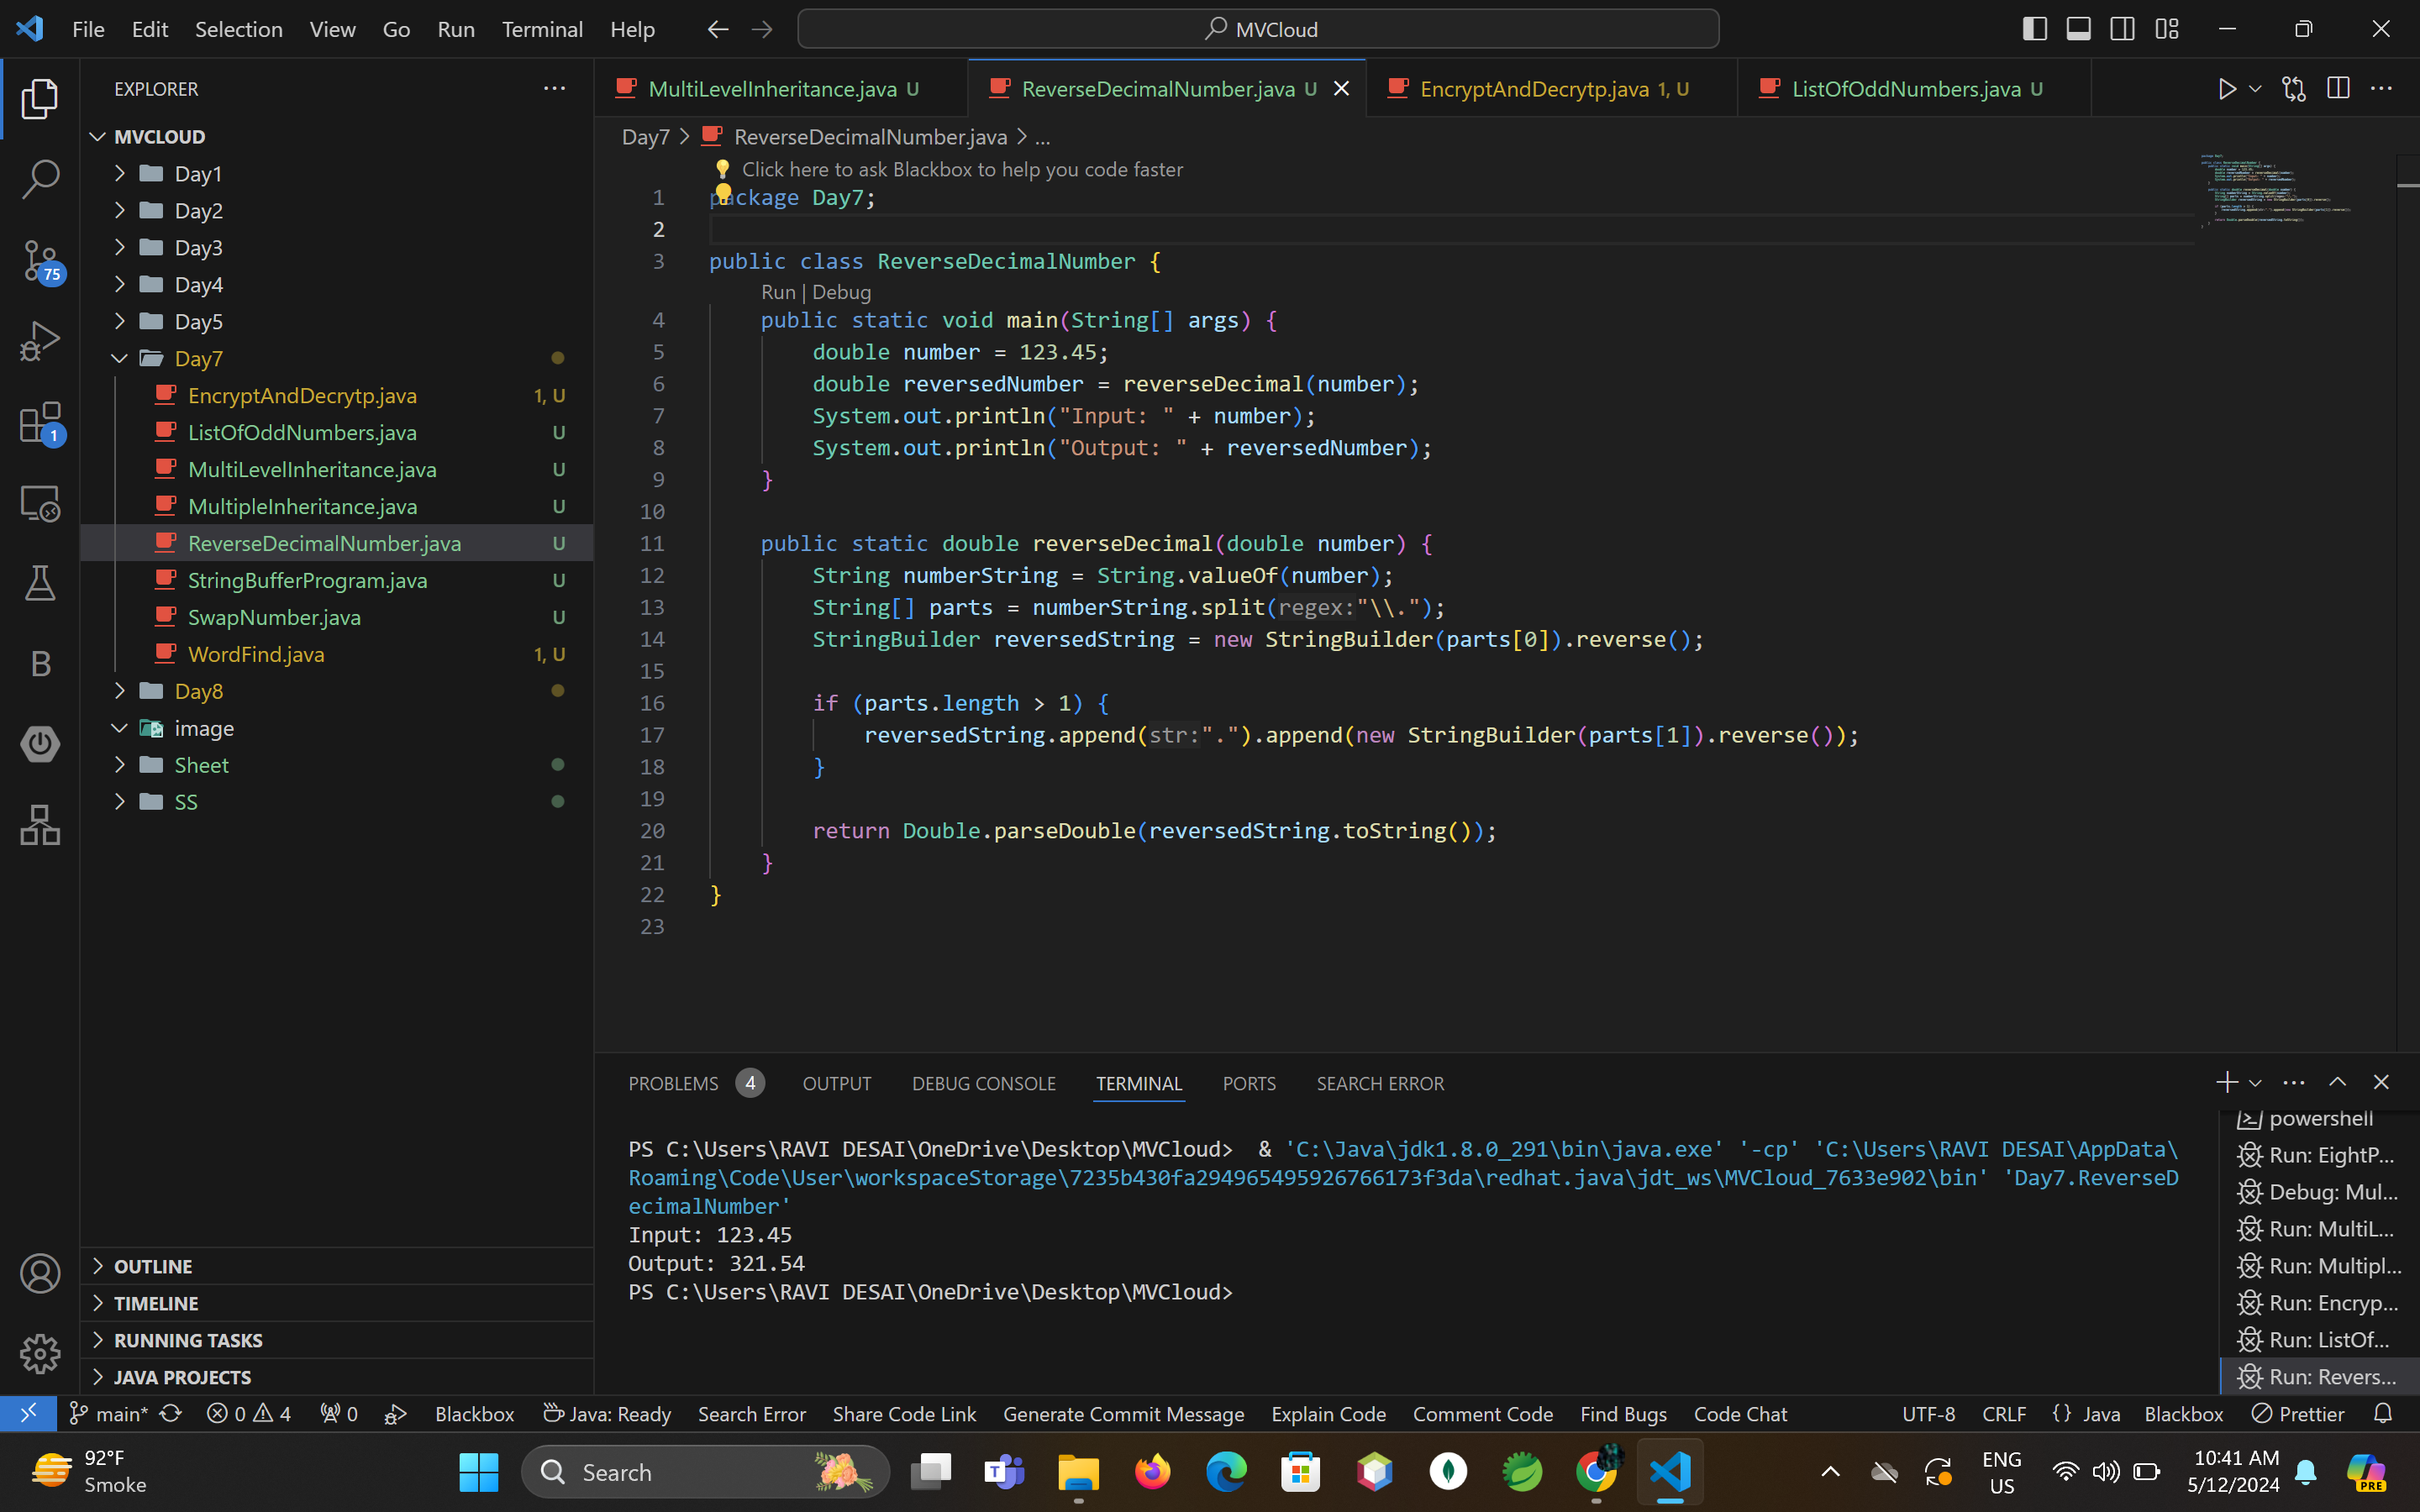 File Edit Selection View Go Run Terminal Help
MVCloud
EXPLORER
MVCLOUD
Day1
Day2
Day3
Day4
Day5
Day7
EncryptAndDecrytp.java 1, U
ListOfOddNumbers.java U
MultiLevelInheritance.java U
MultipleInheritance.java U
ReverseDecimalNumber.java U
StringBufferProgram.java U
SwapNumber.java U
WordFind.java 1, U
Day8
image
Sheet
SS
OUTLINE
TIMELINE
RUNNING TASKS
JAVA PROJECTS
75
1
B
MultiLevelInheritance.java U ReverseDecimalNumber.java U EncryptAndDecrytp.java 1, U ListOfOddNumbers.java U
Day7 > ReverseDecimalNumber.java > ...
Click here to ask Blackbox to help you code faster
1 package Day7;
2
3 public class ReverseDecimalNumber {
Run | Debug
4 public static void main(String[] args) {
5 double number = 123.45;
6 double reversedNumber = reverseDecimal(number);
7 System.out.println("Input: " + number);
8 System.out.println("Output: " + reversedNumber);
9 }
10
11 public static double reverseDecimal(double number) {
12 String numberString = String.valueOf(number);
13 String[] parts = numberString.split(regex:"\\.");
14 StringBuilder reversedString = new StringBuilder(parts[0]).reverse();
15
16 if (parts.length > 1) {
17 reversedString.append(str:".").append(new StringBuilder(parts[1]).reverse());
18 }
19
20 return Double.parseDouble(reversedString.toString());
21 }
22 }
23
PROBLEMS 4 OUTPUT DEBUG CONSOLE TERMINAL PORTS SEARCH ERROR
PS C:\Users\RAVI DESAI\OneDrive\Desktop\MVCloud> & 'C:\Java\jdk1.8.0_291\bin\java.exe' '-cp' 'C:\Users\RAVI DESAI\AppData\
Roaming\Code\User\workspaceStorage\7235b430fa294965495926766173f3da\redhat.java\jdt_ws\MVCloud_7633e902\bin' 'Day7.ReverseD
ecimalNumber'
Input: 123.45
Output: 321.54
PS C:\Users\RAVI DESAI\OneDrive\Desktop\MVCloud>
powershell
Run: EightP...
Debug: Mul...
Run: MultiL...
Run: Multipl...
Run: Encryp...
Run: ListOf...
Run: Revers...
main* 0 4 0 Blackbox Java: Ready Search Error Share Code Link Generate Commit Message Explain Code Comment Code Find Bugs Code Chat UTF-8 CRLF {} Java Blackbox Prettier
92°F
Smoke
Search
ENG
US
10:41 AM
5/12/2024
PRE